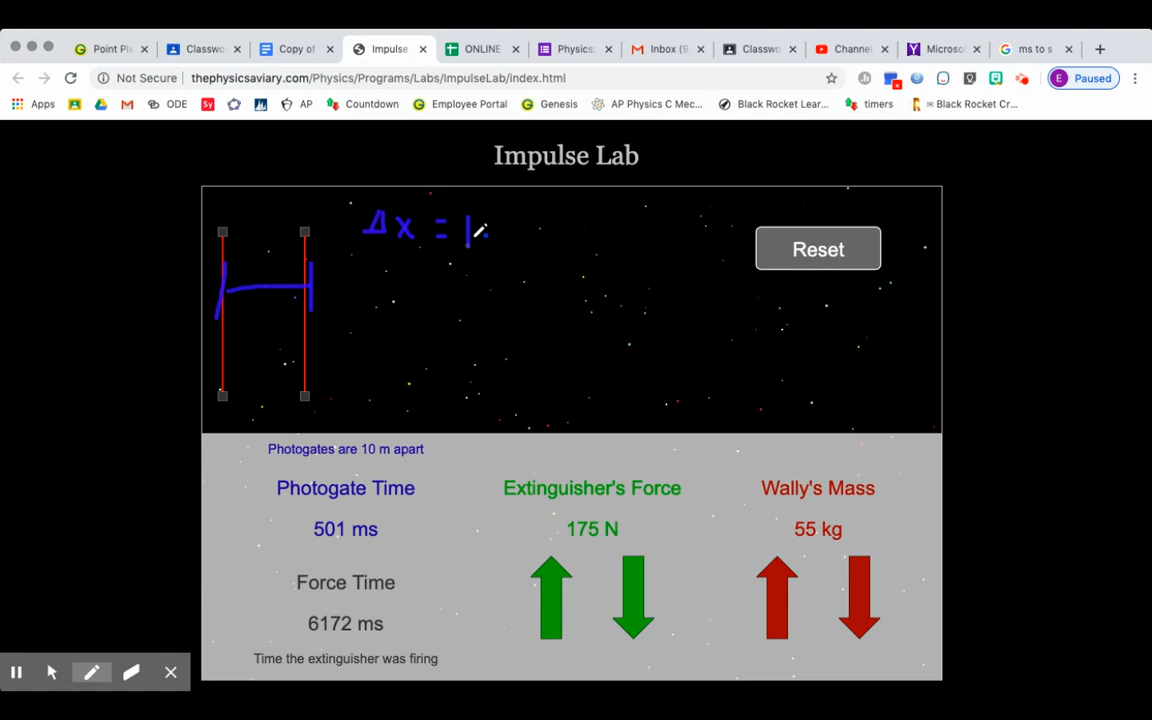 Point Ple
Classwo
Copy of
Impulse
ONLINE
Physics:
Inbox (9
Classwo
Channel
Microso
ms to s
Not Secure | thephysicsaviary.com/Physics/Programs/Labs/ImpulseLab/index.html
E Paused
Apps
ODE
Sy
AP
Countdown
Employee Portal
Genesis
AP Physics C Mec...
Black Rocket Lear...
timers
Black Rocket Cr...
Impulse Lab
Δx = 1
Reset
Photogates are 10 m apart
Photogate Time
Extinguisher's Force
Wally's Mass
501 ms
175 N
55 kg
Force Time
6172 ms
Time the extinguisher was firing